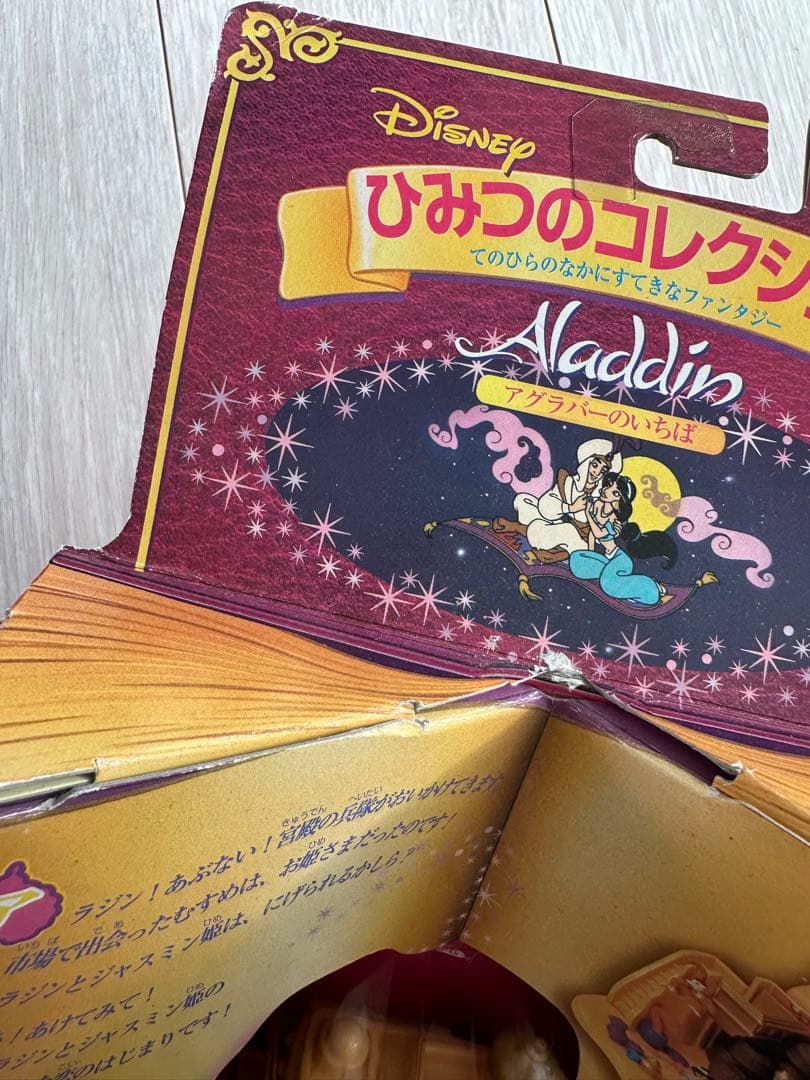 DISNEY
ひみつのコレクシ
てのひらのなかにすてきなファンタジー
Aladdin
アグラバーのいちば
ラジン！あぶない！宮殿の兵隊がおいかけてきます
市場で出会ったむすめは、お姫さまだったのです！
ラジンとジャスミン姫は、にげられるかしら？
！あけてみて！
ラジンとジャスミン姫の
のはじまりです！